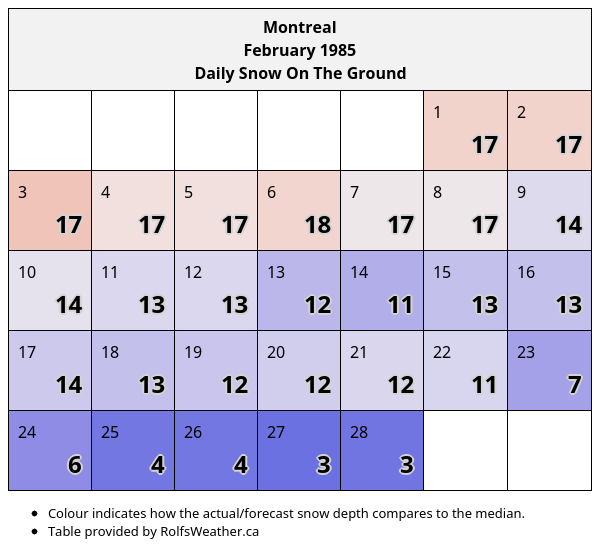 Montreal
February 1985
Daily Snow On The Ground
1 2
17 17
3 4 5 6 7 8 9
17 17 17 18 17 17 14
10 11 12 13 14 15 16
14 13 13 12 11 13 13
17 18 19 20 21 22 23
14 13 12 12 12 11 7
24 25 26 27 28
6 4 4 3 3
Colour indicates how the actual/forecast snow depth compares to the median.
Table provided by RolfsWeather.ca